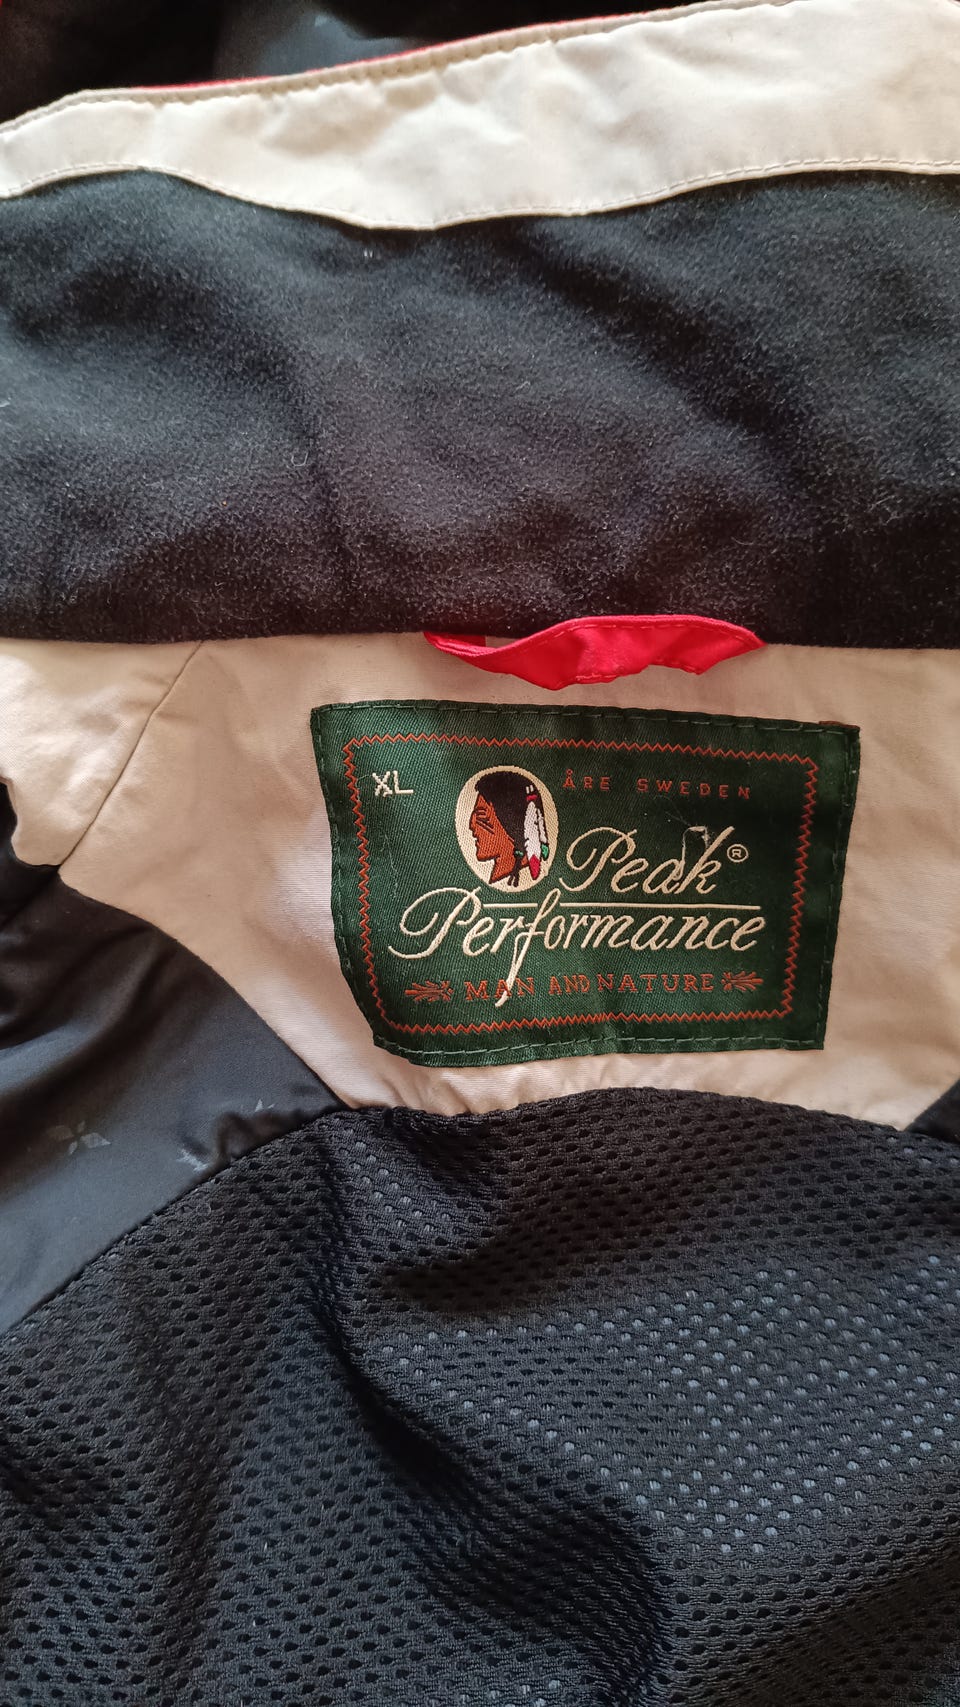 XL
ÅRE SWEDEN
Peak®
Performance
MAN AND NATURE